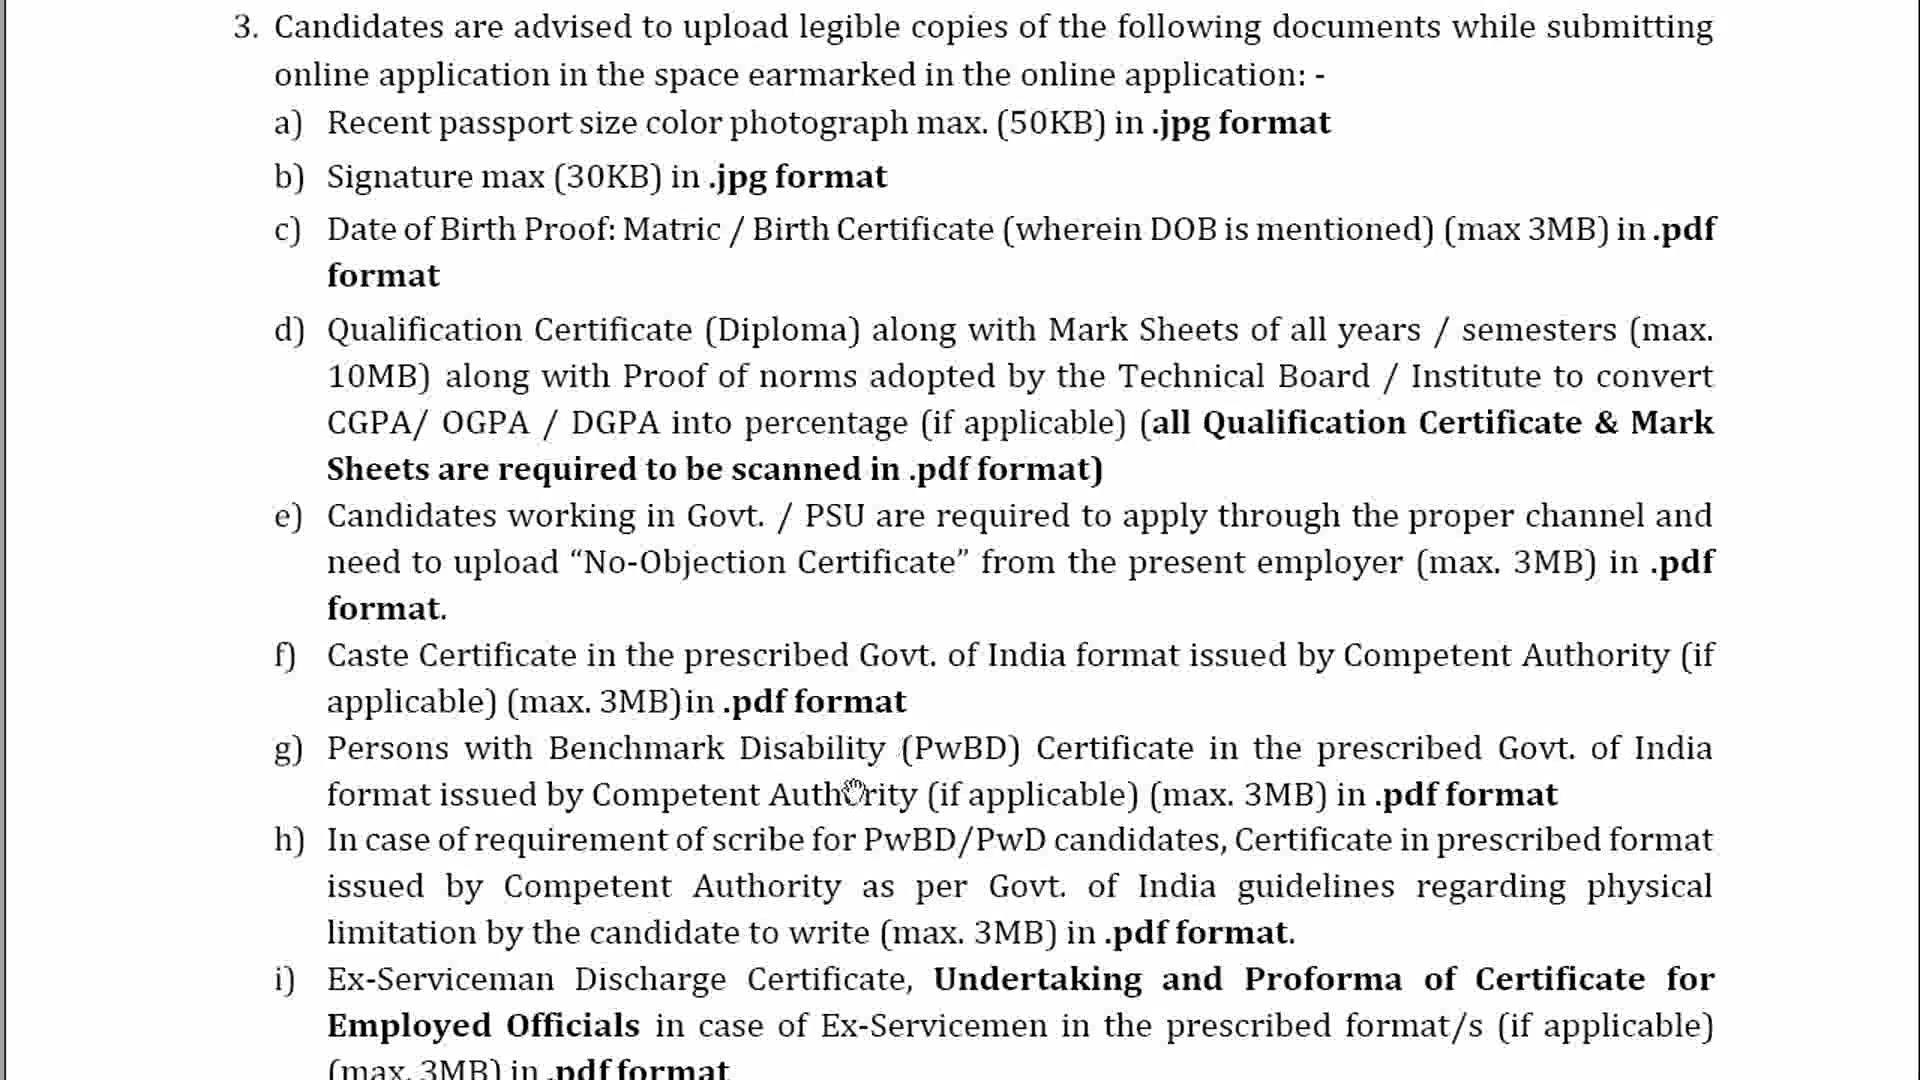 3. Candidates are advised to upload legible copies of the following documents while submitting
online application in the space earmarked in the online application: -
a) Recent passport size color photograph max. (50KB) in .jpg format
b) Signature max (30KB) in .jpg format
c) Date of Birth Proof: Matric / Birth Certificate (wherein DOB is mentioned) (max 3MB) in .pdf
format
d) Qualification Certificate (Diploma) along with Mark Sheets of all years / semesters (max.
10MB) along with Proof of norms adopted by the Technical Board / Institute to convert
CGPA/ OGPA / DGPA into percentage (if applicable) (all Qualification Certificate & Mark
Sheets are required to be scanned in .pdf format)
e) Candidates working in Govt. / PSU are required to apply through the proper channel and
need to upload “No-Objection Certificate” from the present employer (max. 3MB) in .pdf
format.
f) Caste Certificate in the prescribed Govt. of India format issued by Competent Authority (if
applicable) (max. 3MB)in .pdf format
g) Persons with Benchmark Disability (PwBD) Certificate in the prescribed Govt. of India
format issued by Competent Authority (if applicable) (max. 3MB) in .pdf format
h) In case of requirement of scribe for PwBD/PwD candidates, Certificate in prescribed format
issued by Competent Authority as per Govt. of India guidelines regarding physical
limitation by the candidate to write (max. 3MB) in .pdf format.
i) Ex-Serviceman Discharge Certificate, Undertaking and Proforma of Certificate for
Employed Officials in case of Ex-Servicemen in the prescribed format/s (if applicable)
(max. 3MB) in .pdf format